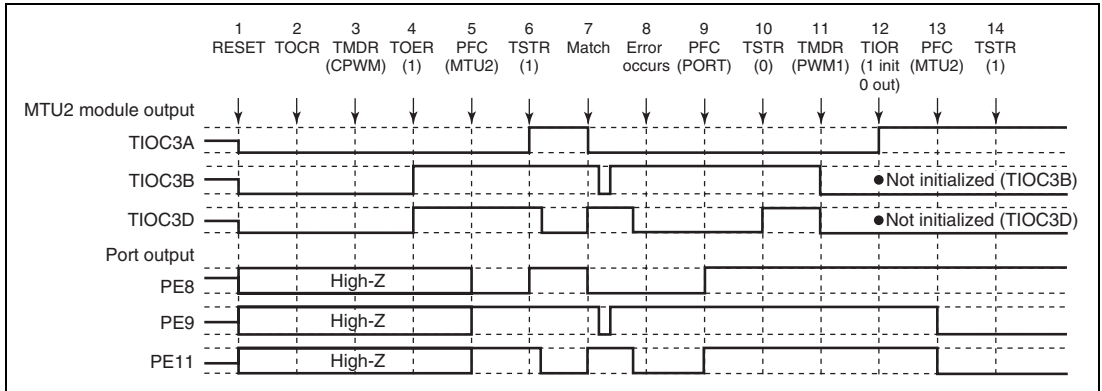 1 2 3 4 5 6 7 8 9 10 11 12 13 14
RESET TOCR TMDR TOER PFC TSTR Match Error PFC TSTR TMDR TIOR PFC TSTR
(CPWM) (1) (MTU2) (1) occurs (PORT) (0) (PWM1) (1 init (MTU2) (1)
0 out)
MTU2 module output
TIOC3A
TIOC3B
●Not initialized (TIOC3B)
TIOC3D
●Not initialized (TIOC3D)
Port output
PE8
High-Z
PE9
High-Z
PE11
High-Z